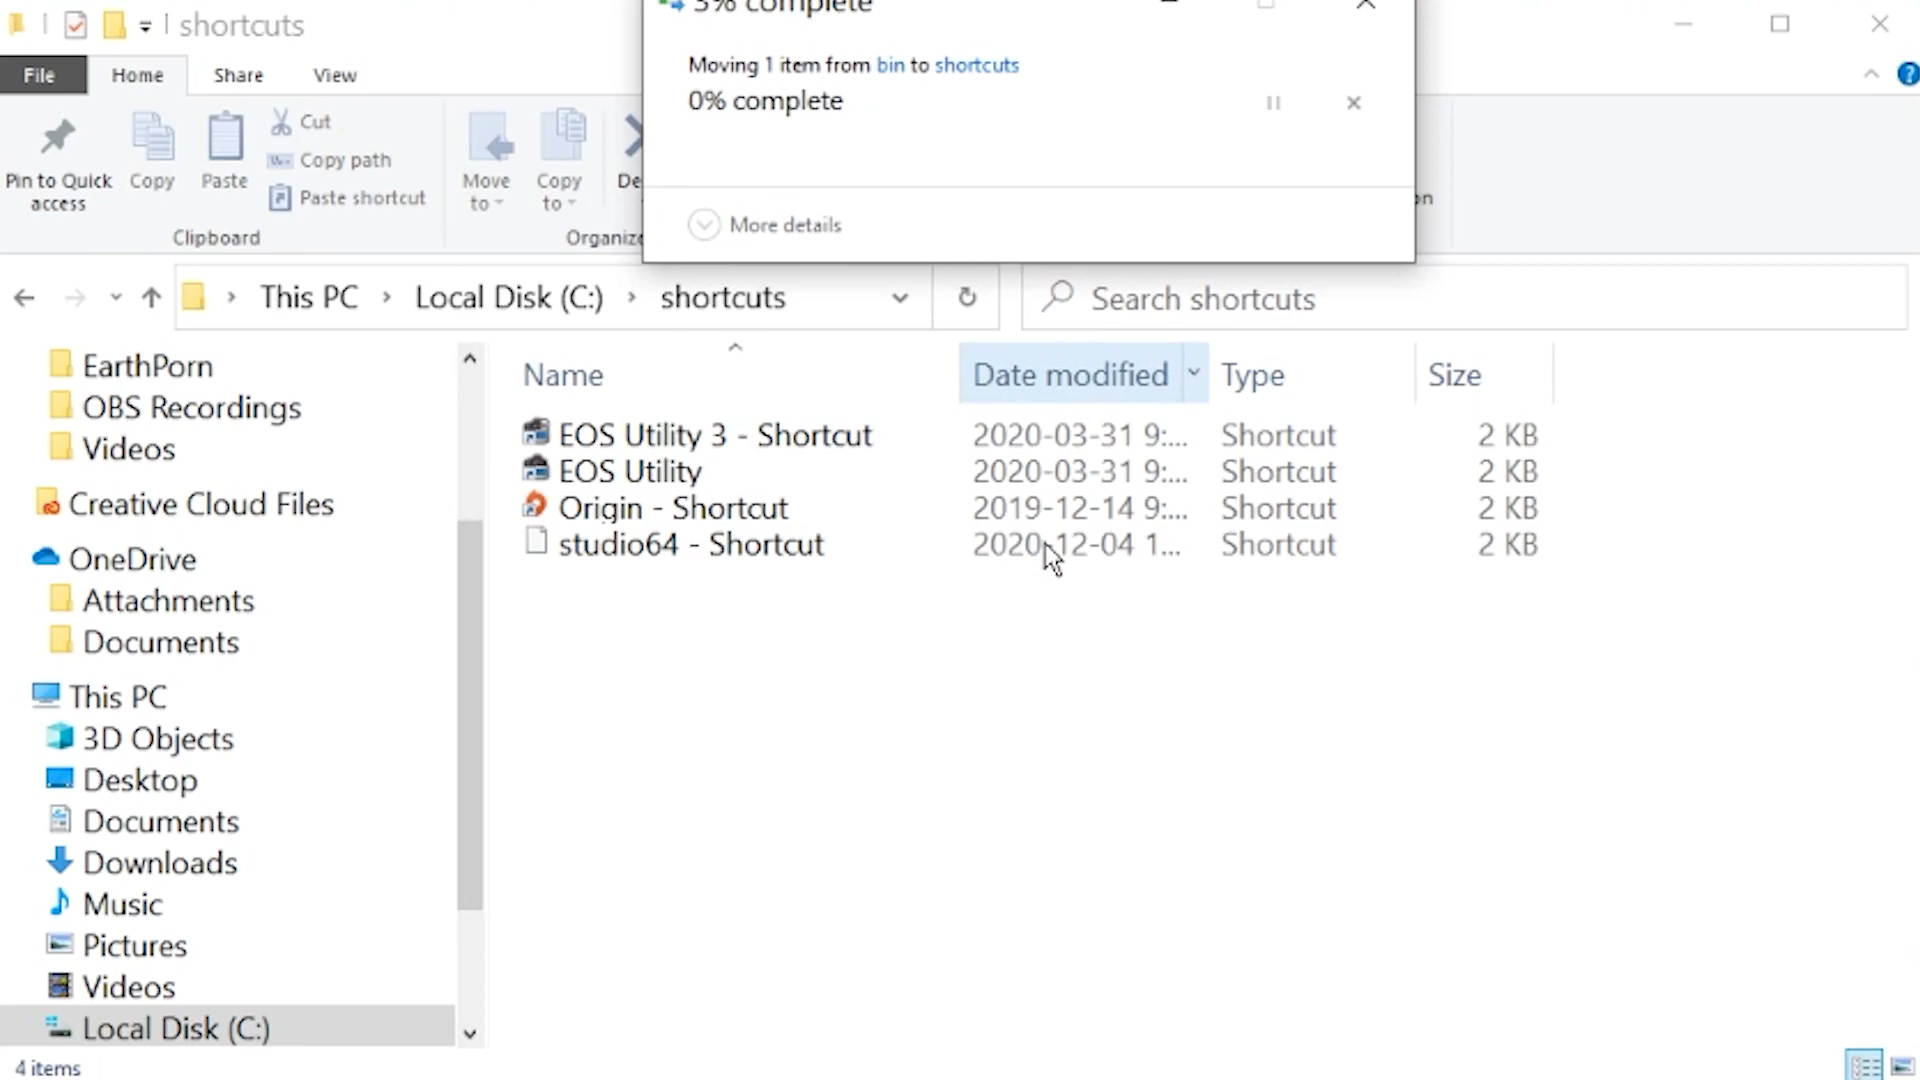 shortcuts
3% complete
File
Home
Share
View
Moving 1 item from bin to shortcuts
0% complete
More details
Pin to Quick access
Copy
Paste
Cut
Copy path
Paste shortcut
Clipboard
Move to
Copy to
De
Organize
on
This PC
Local Disk (C:)
shortcuts
Search shortcuts
EarthPorn
OBS Recordings
Videos
Creative Cloud Files
OneDrive
Attachments
Documents
This PC
3D Objects
Desktop
Documents
Downloads
Music
Pictures
Videos
Local Disk (C:)
Name Date modified Type Size
EOS Utility 3 - Shortcut 2020-03-31 9:... Shortcut 2 KB
EOS Utility 2020-03-31 9:... Shortcut 2 KB
Origin - Shortcut 2019-12-14 9:... Shortcut 2 KB
studio64 - Shortcut 2020-12-04 1... Shortcut 2 KB
4 items